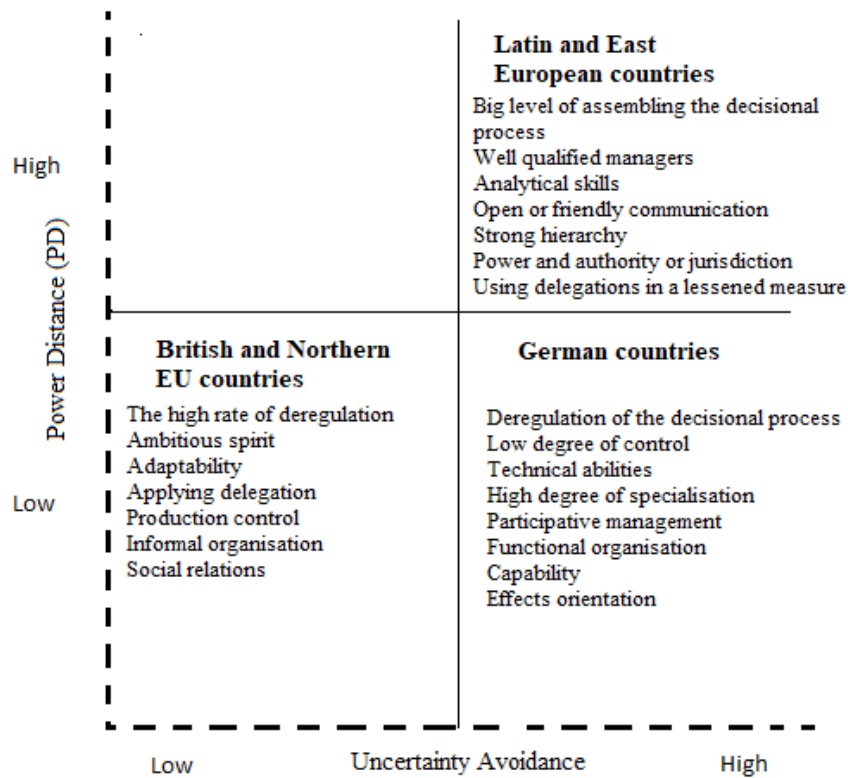 Latin and East
European countries
Big level of assembling the decisional
process
Well qualified managers
Analytical skills
Open or friendly communication
Strong hierarchy
Power and authority or jurisdiction
Using delegations in a lessened measure
High
Power Distance (PD)
Low
British and Northern
EU countries
The high rate of deregulation
Ambitious spirit
Adaptability
Applying delegation
Production control
Informal organisation
Social relations
German countries
Deregulation of the decisional process
Low degree of control
Technical abilities
High degree of specialisation
Participative management
Functional organisation
Capability
Effects orientation
Low
Uncertainty Avoidance
High